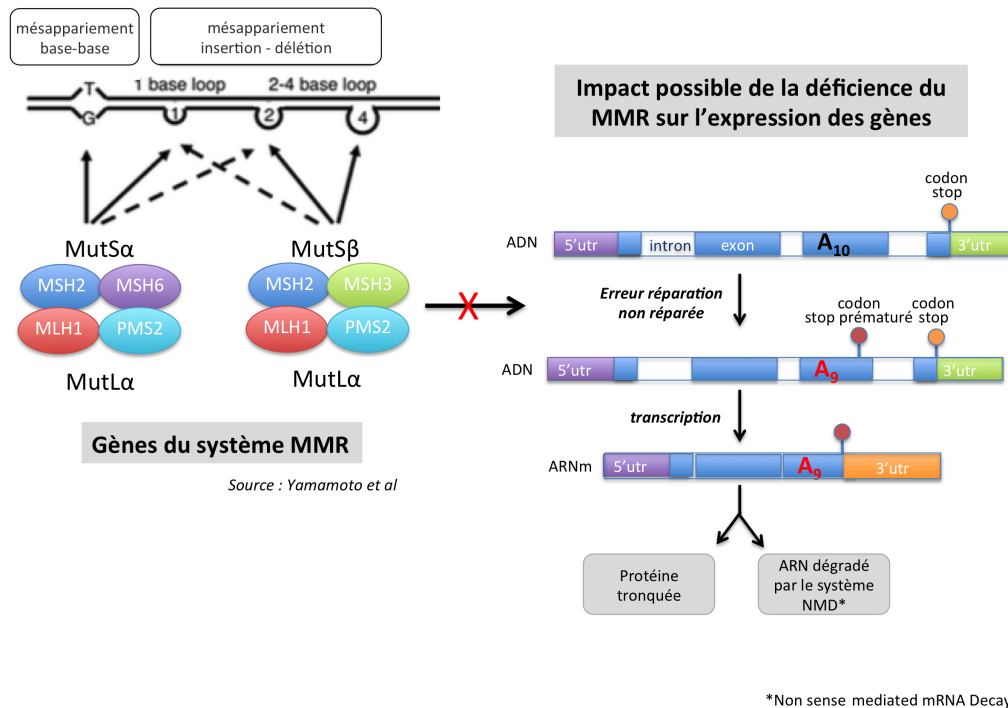 mésappariement
base-base
mésappariement
insertion - délétion
T
G
1 base loop
2-4 base loop
1
2
4
MutSα
MutSβ
MSH2
MSH6
MLH1
PMS2
MSH2
MSH3
MLH1
PMS2
MutLα
MutLα
X
Gènes du système MMR
Source : Yamamoto et al
Impact possible de la déficience du
MMR sur l'expression des gènes
codon
stop
ADN
5'utr
intron
exon
A10
3'utr
Erreur réparation
non réparée
codon
stop prématuré
codon
stop
ADN
5'utr
A9
3'utr
transcription
ARNm
5'utr
A9
3'utr
Protéine
tronquée
ARN dégradé
par le système
NMD*
*Non sense mediated mRNA Decay